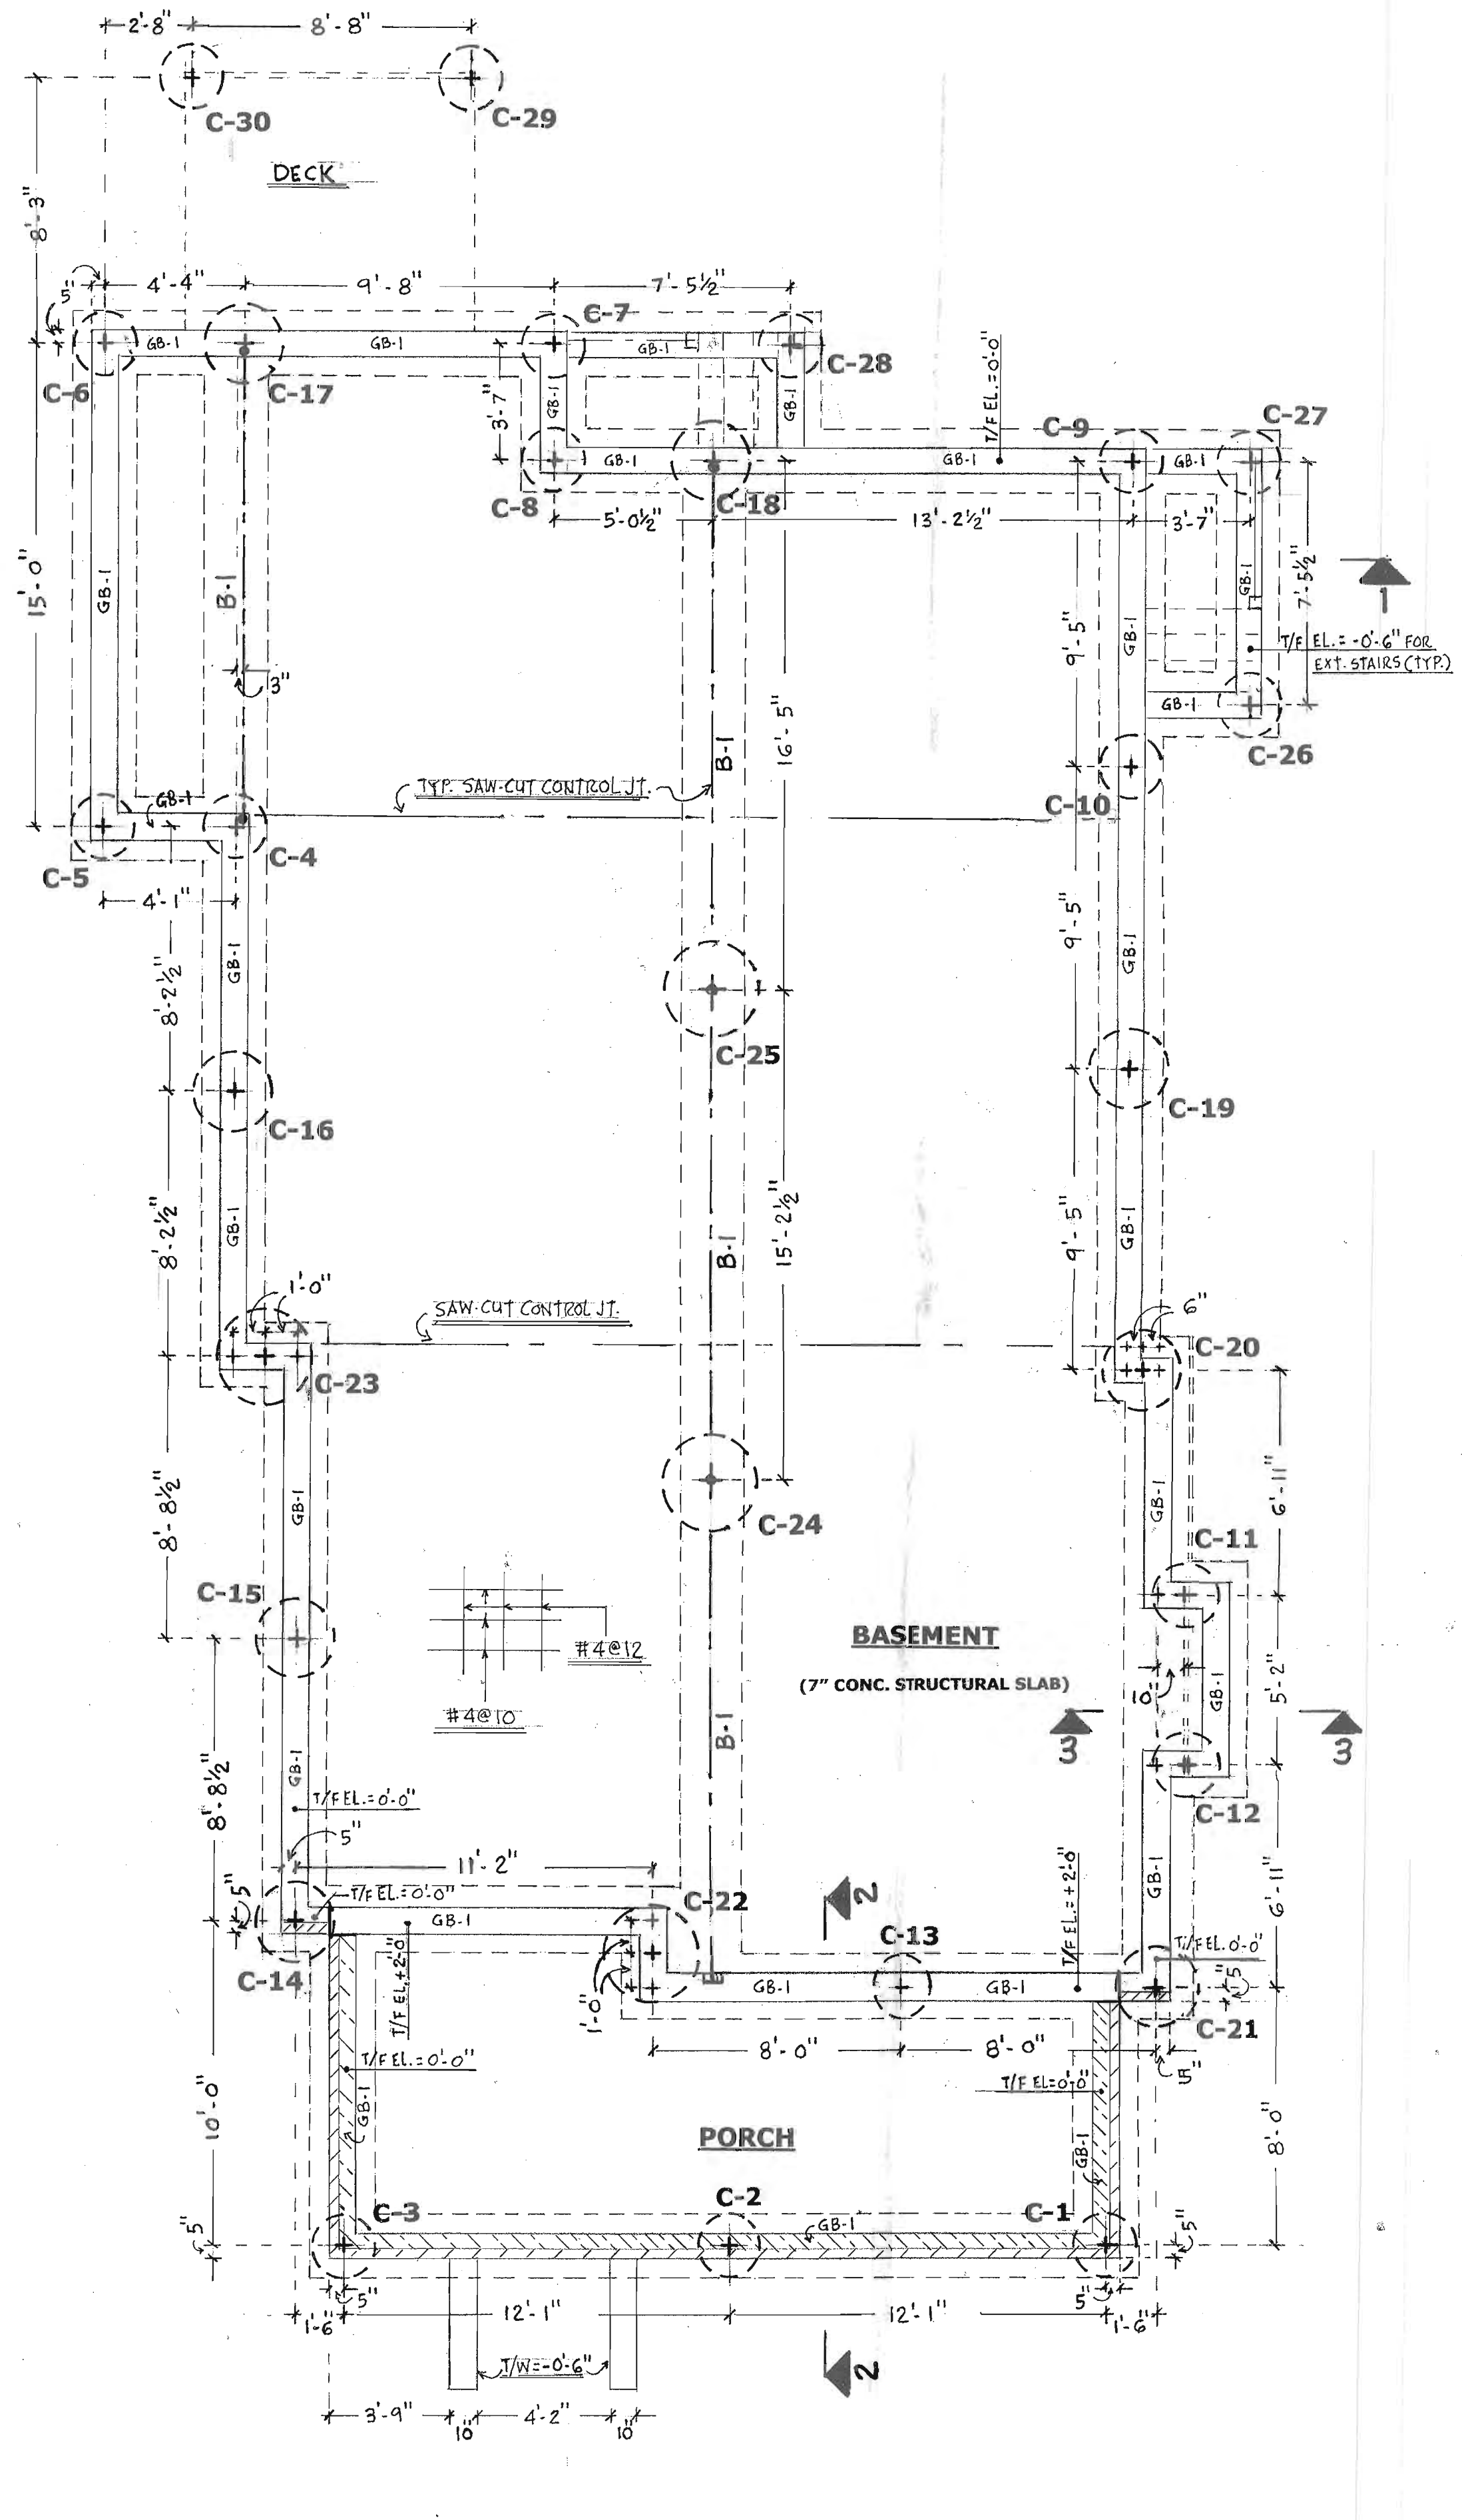 2'-8"
8'-8"
C-30
C-29
DECK
8'-3"
5"
5"
4'-4"
9'-8"
7'-5½"
C-7
GB-1
GB-1
GB-1
C-28
C-6
C-17
3'-7"
GB-1
GB-1
T/F EL.=0'-0"
C-9
C-27
GB-1
GB-1
GB-1
C-8
C-18
5'-0½"
13'-2½"
3'-7"
15'-0"
GB-1
B-1
3"
9'-5"
GB-1
GB-1
7'-5½"
1
T/F EL.= -0'-6" FOR
EXT. STAIRS (TYP.)
GB-1
C-26
16'-5"
B-1
TYP. SAW-CUT CONTROL JT.
C-10
GB-1
C-5
C-4
4'-1"
8'-2½"
GB-1
9'-5"
GB-1
C-25
C-16
C-19
8'-2½"
GB-1
B-1
15'-2½"
9'-5"
GB-1
1'-0"
SAW-CUT CONTROL JT.
6"
C-20
C-23
8'-8½"
GB-1
C-24
GB-1
6'-11"
C-11
C-15
#4@12
#4@10
BASEMENT
(7" CONC. STRUCTURAL SLAB)
10"
GB-1
5'-2"
B-1
3
3
C-12
8'-8½"
GB-1
T/F EL.=0'-0"
5"
11'-2"
5"
T/F EL.=0'-0"
GB-1
C-22
2
C-13
T/F EL.=+2'-0"
GB-1
6'-11"
T/F EL. 0'-0"
C-14
T/F EL.+2'-0"
1'-0"
GB-1
GB-1
5"
C-21
8'-0"
8'-0"
5"
T/F EL.=0'-0"
T/F EL=0'-0"
10'-0"
GB-1
PORCH
GB-1
8'-0"
C-3
C-2
C-1
GB-1
5"
5"
5"
5"
1'-6"
12'-1"
12'-1"
1'-6"
T/W=-0'-6"
2
3'-9"
10"
4'-2"
10"